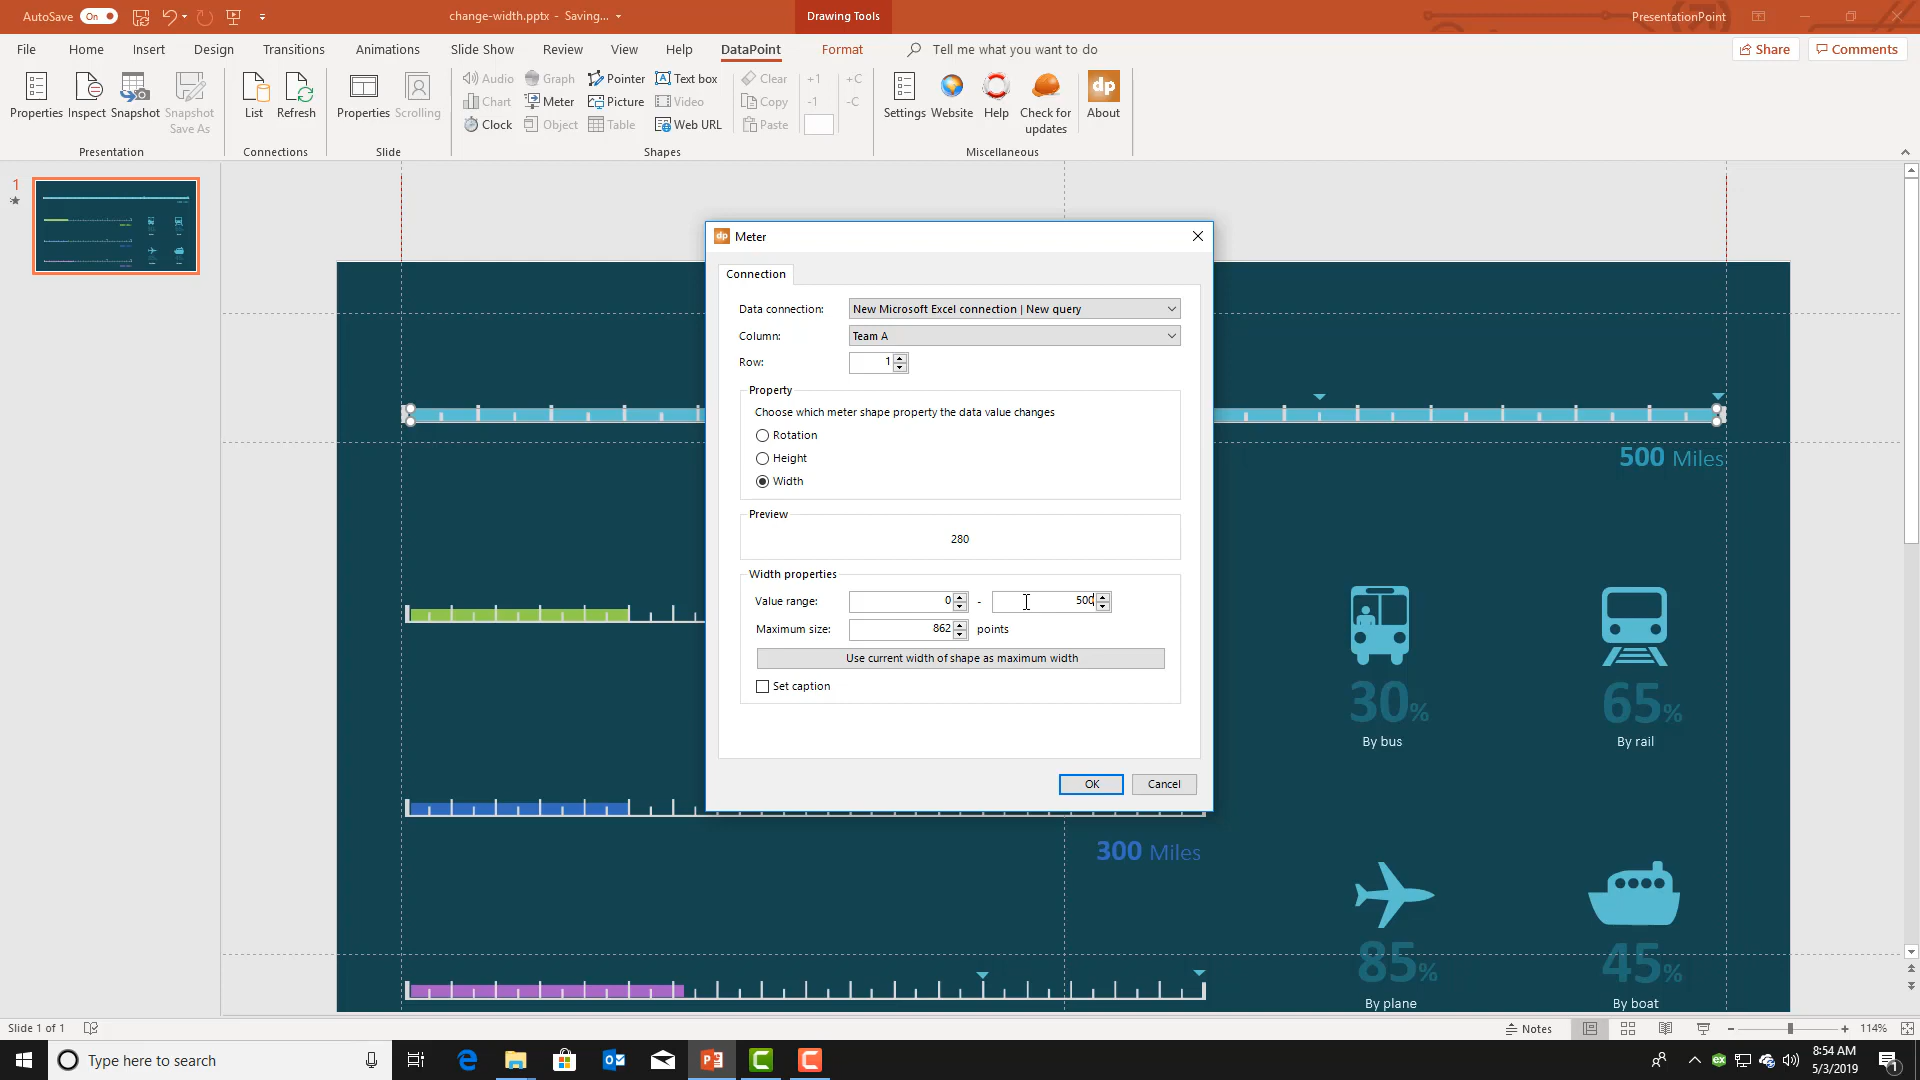 AutoSave On change-width.pptx - Saving... Drawing Tools PresentationPoint
File Home Insert Design Transitions Animations Slide Show Review View Help DataPoint Format Tell me what you want to do Share Comments
Audio Graph Pointer Text box Clear +1 +C
Chart Meter Picture Video Copy -1 -C
Clock Object Table Web URL Paste
Properties Inspect Snapshot Snapshot Save As List Refresh Properties Scrolling Settings Website Help Check for updates About
Presentation Connections Slide Shapes Miscellaneous
1
dp Meter
Connection
Data connection: New Microsoft Excel connection | New query
Column: Team A
Row: 1
Property
Choose which meter shape property the data value changes
Rotation
Height
Width
Preview
280
Width properties
Value range: 0 - 500
Maximum size: 862 points
Use current width of shape as maximum width
Set caption
OK Cancel
500 Miles
30% 65%
By bus By rail
300 Miles
85% 45%
By plane By boat
Slide 1 of 1 Notes 114%
Type here to search
8:54 AM
5/3/2019